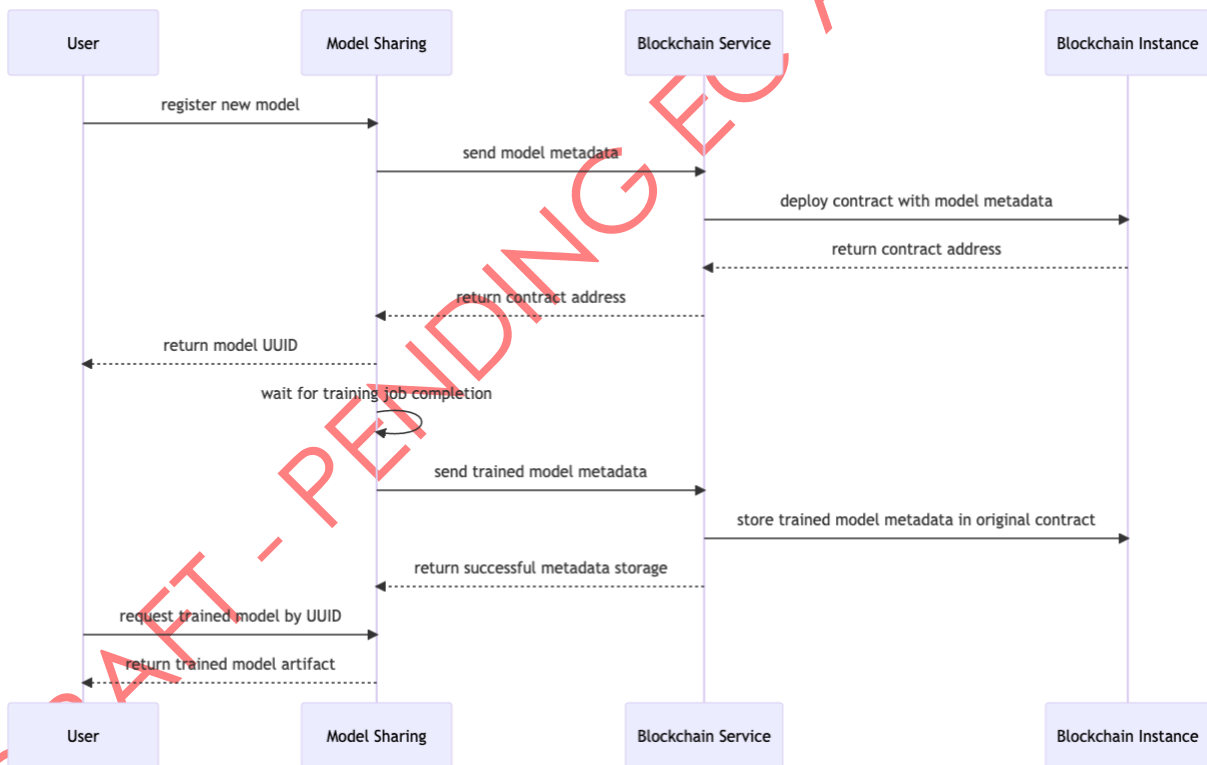 User
Model Sharing
Blockchain Service
Blockchain Instance
register new model
send model metadata
deploy contract with model metadata
return contract address
return contract address
return model UUID
wait for training job completion
send trained model metadata
store trained model metadata in original contract
return successful metadata storage
request trained model by UUID
return trained model artifact
User
Model Sharing
Blockchain Service
Blockchain Instance
- PENDING